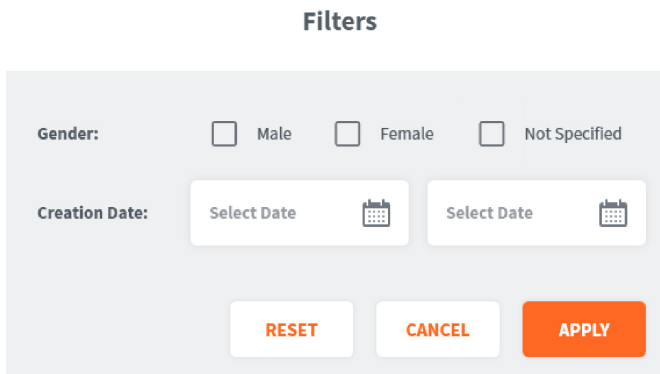 Filters
Gender: Male Female Not Specified
Creation Date: Select Date Select Date
RESET CANCEL APPLY